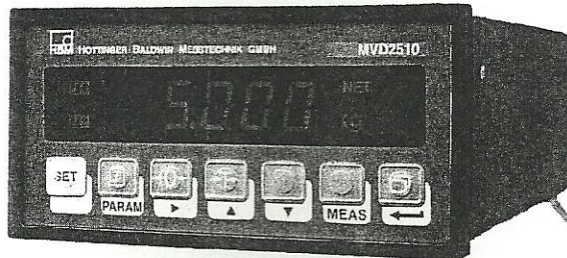 HBM HOTTINGER BALDWIN MESSTECHNIK GMBH MVD2510
NET
5.000
SET
PARAM MEAS